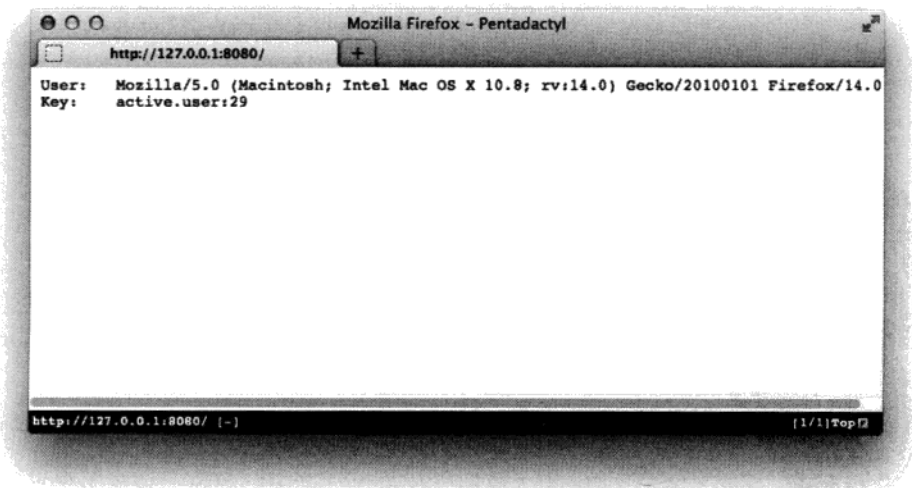 Mozilla Firefox - Pentadactyl
http://127.0.0.1:8080/
+
User: Mozilla/5.0 (Macintosh; Intel Mac OS X 10.8; rv:14.0) Gecko/20100101 Firefox/14.0
Key: active.user:29
http://127.0.0.1:8080/ [-] [1/1]Top